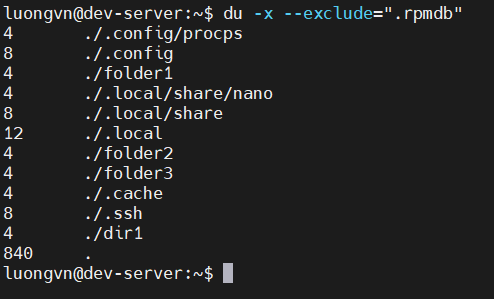 luongvn@dev-server:~$ du -x --exclude=".rpmdb"
4       ./.config/procps
8       ./.config
4       ./folder1
4       ./.local/share/nano
8       ./.local/share
12      ./.local
4       ./folder2
4       ./folder3
4       ./.cache
8       ./.ssh
4       ./dir1
840     .
luongvn@dev-server:~$